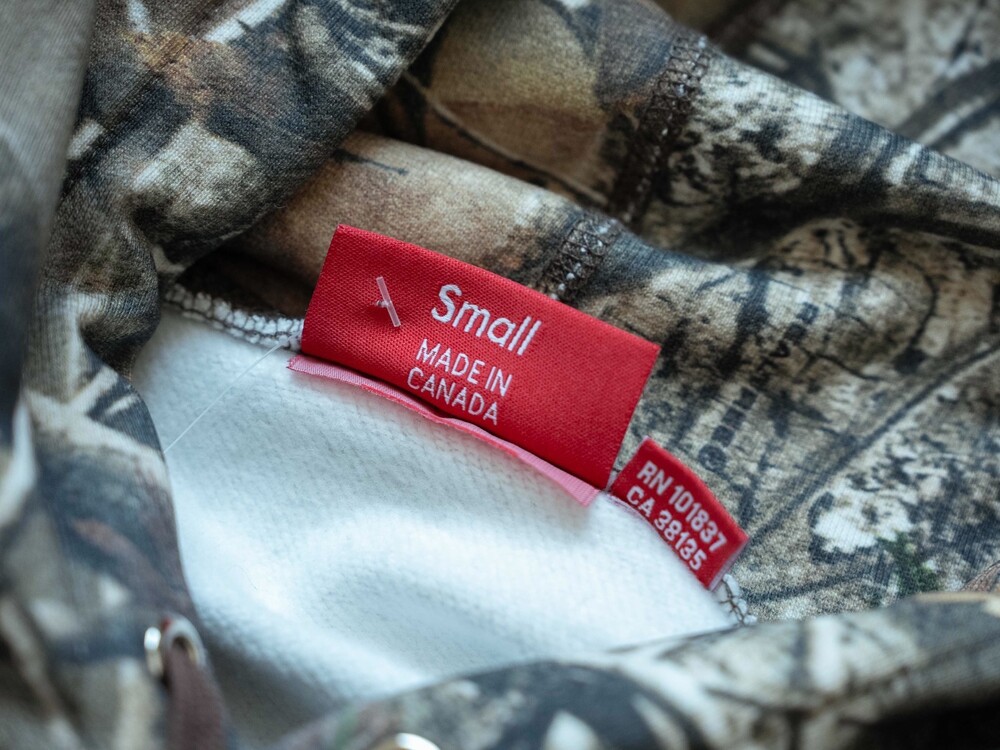 Small
MADE IN
CANADA
RN 101837
CA 38135